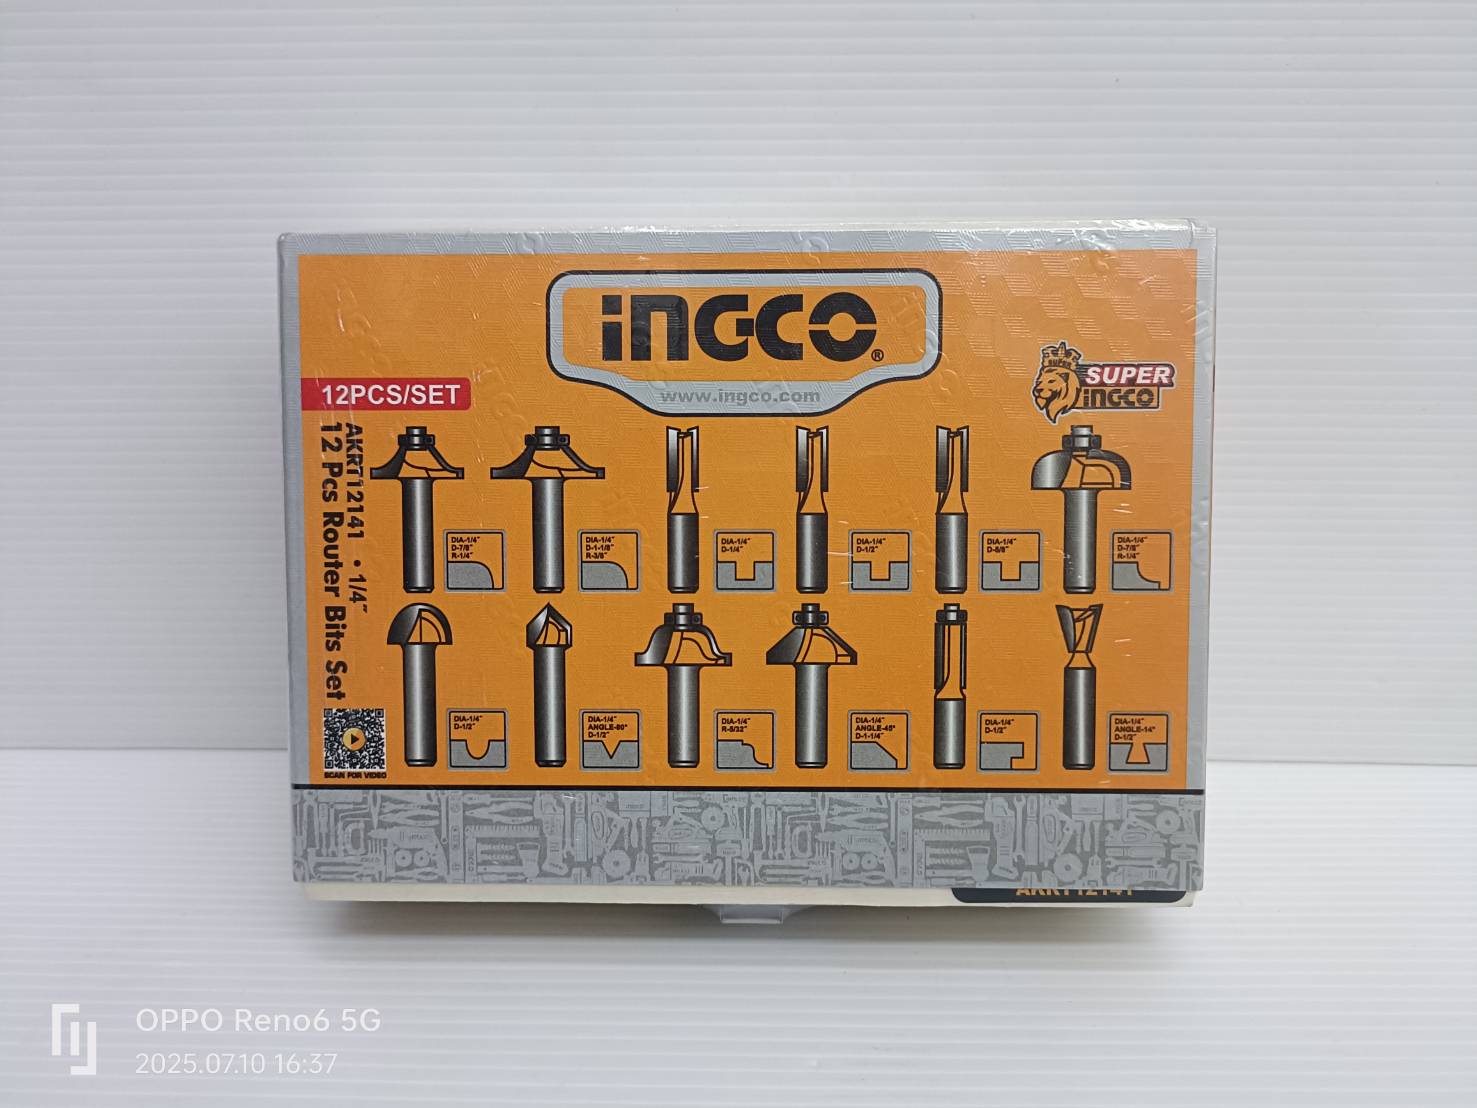 INGCO®
www.ingco.com
SUPER
INGCO
12PCS/SET
AKRT12141 • 1/4"
12 Pcs Router Bits Set
DIA-1/4"
D-7/8"
R-1/4"
DIA-1/4"
D-1-1/8"
R-3/8"
DIA-1/4"
D-1/4"
DIA-1/4"
D-1/2"
DIA-1/4"
D-5/8"
DIA-1/4"
D-7/8"
R-1/4"
DIA-1/4"
D-1/2"
DIA-1/4"
ANGLE-90°
D-1/2"
DIA-1/4"
R-5/32"
DIA-1/4"
ANGLE-45°
D-1-1/4"
DIA-1/4"
D-1/2"
DIA-1/4"
ANGLE-14°
D-1/2"
SCAN FOR VIDEO
AKRT12141
OPPO Reno6 5G
2025.07.10 16:37